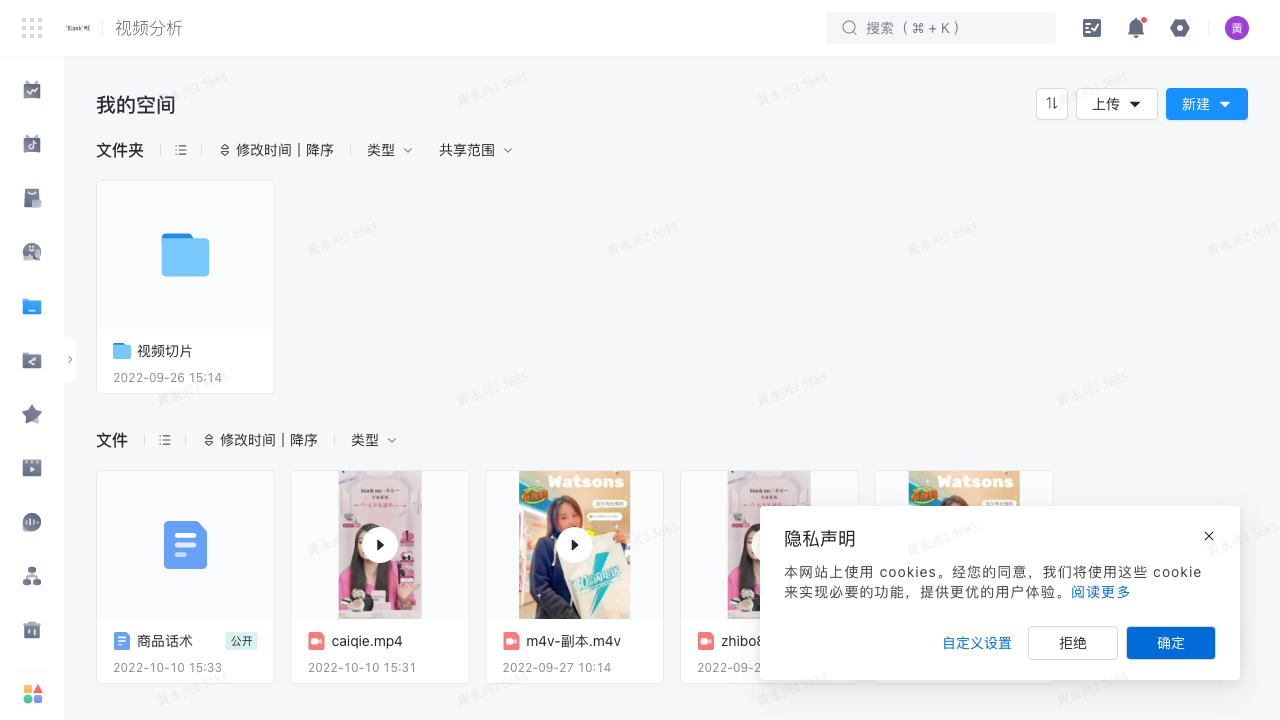 视频分析
搜索（⌘ + K ）
黄
我的空间
上传
新建
文件夹
修改时间 | 降序
类型
共享范围
视频切片
2022-09-26 15:14
文件
修改时间 | 降序
类型
商品话术
公开
2022-10-10 15:33
caiqie.mp4
2022-10-10 15:31
Watsons
m4v-副本.m4v
2022-09-27 10:14
Watsons
隐私声明
本网站上使用 cookies。经您的同意，我们将使用这些 cookie
来实现必要的功能，提供更优的用户体验。阅读更多
自定义设置
拒绝
确定
黄永兴2 5685